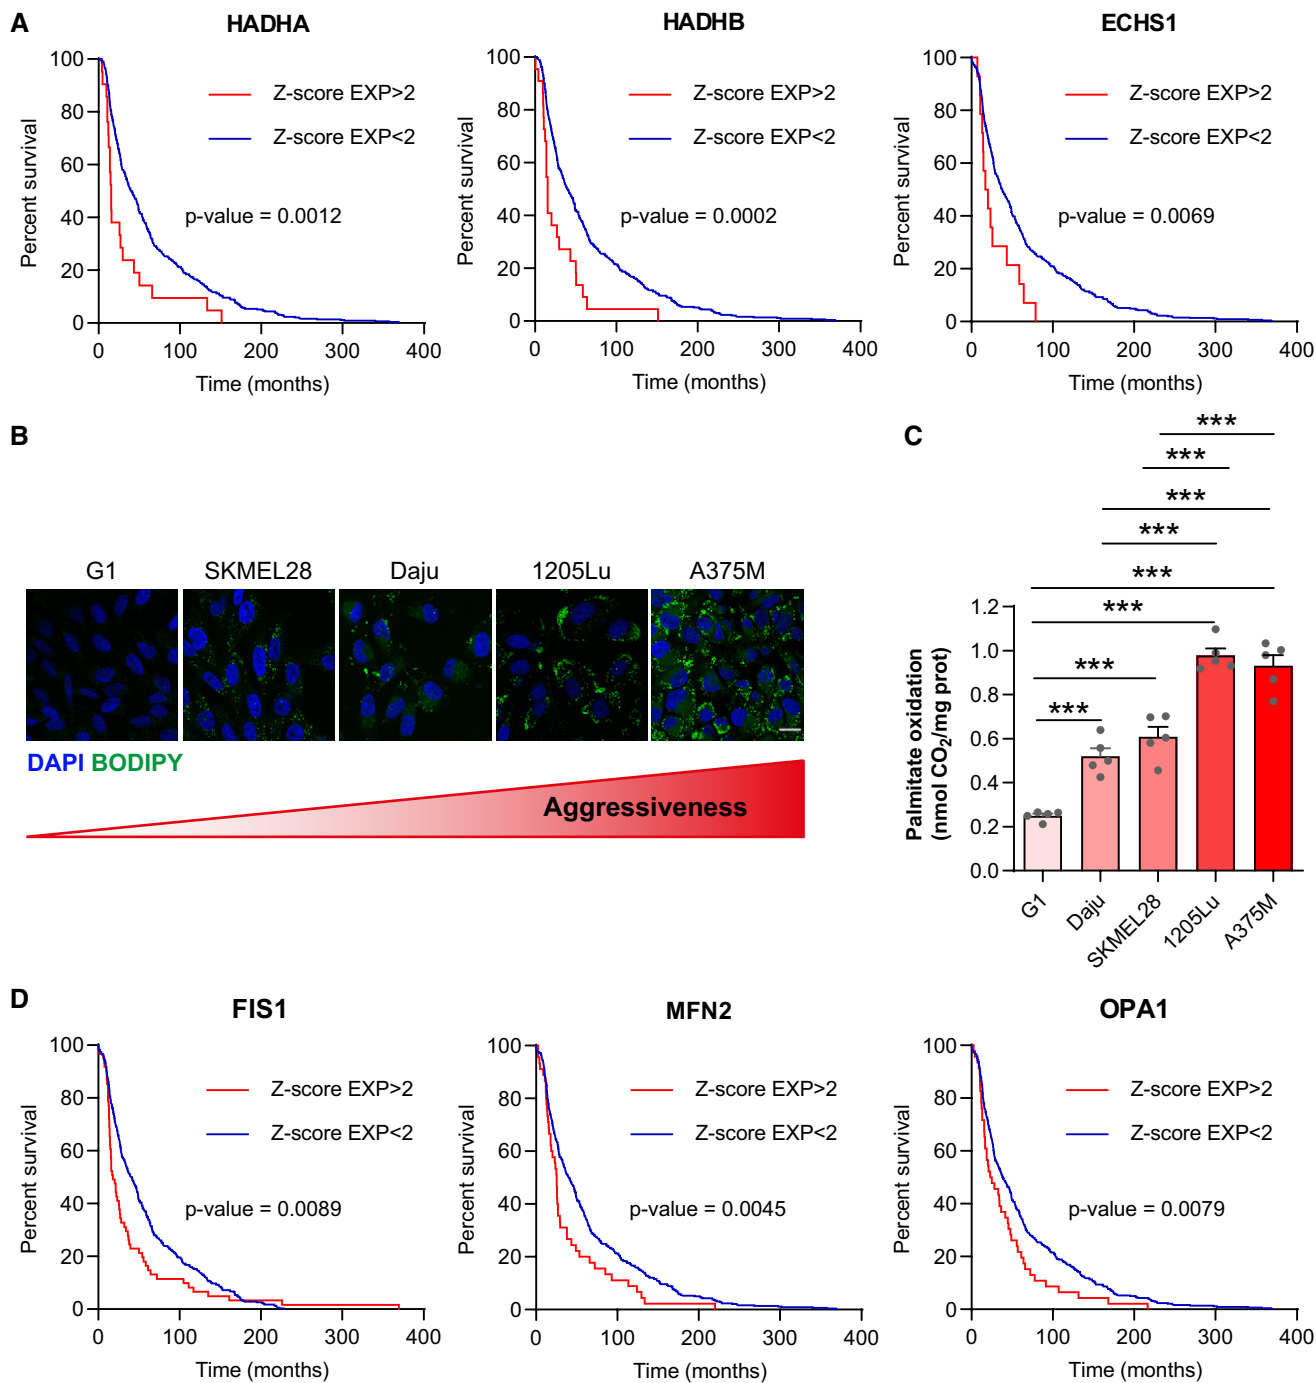 A
HADHA
HADHB
ECHS1
Percent survival
100
80
60
40
20
0
Z-score EXP>2
Z-score EXP<2
p-value = 0.0012
0 100 200 300 400
Time (months)
Percent survival
100
80
60
40
20
0
Z-score EXP>2
Z-score EXP<2
p-value = 0.0002
0 100 200 300 400
Time (months)
Percent survival
100
80
60
40
20
0
Z-score EXP>2
Z-score EXP<2
p-value = 0.0069
0 100 200 300 400
Time (months)
B
G1 SKMEL28 Daju 1205Lu A375M
DAPI BODIPY
Aggressiveness
C
***
***
***
***
***
***
***
***
Palmitate oxidation
(nmol CO₂/mg prot)
1.2
1.0
0.8
0.6
0.4
0.2
0.0
G1
Daju
SKMEL28
1205Lu
A375M
D
FIS1
MFN2
OPA1
Percent survival
100
80
60
40
20
0
Z-score EXP>2
Z-score EXP<2
p-value = 0.0089
0 100 200 300 400
Time (months)
Percent survival
100
80
60
40
20
0
Z-score EXP>2
Z-score EXP<2
p-value = 0.0045
0 100 200 300 400
Time (months)
Percent survival
100
80
60
40
20
0
Z-score EXP>2
Z-score EXP<2
p-value = 0.0079
0 100 200 300 400
Time (months)